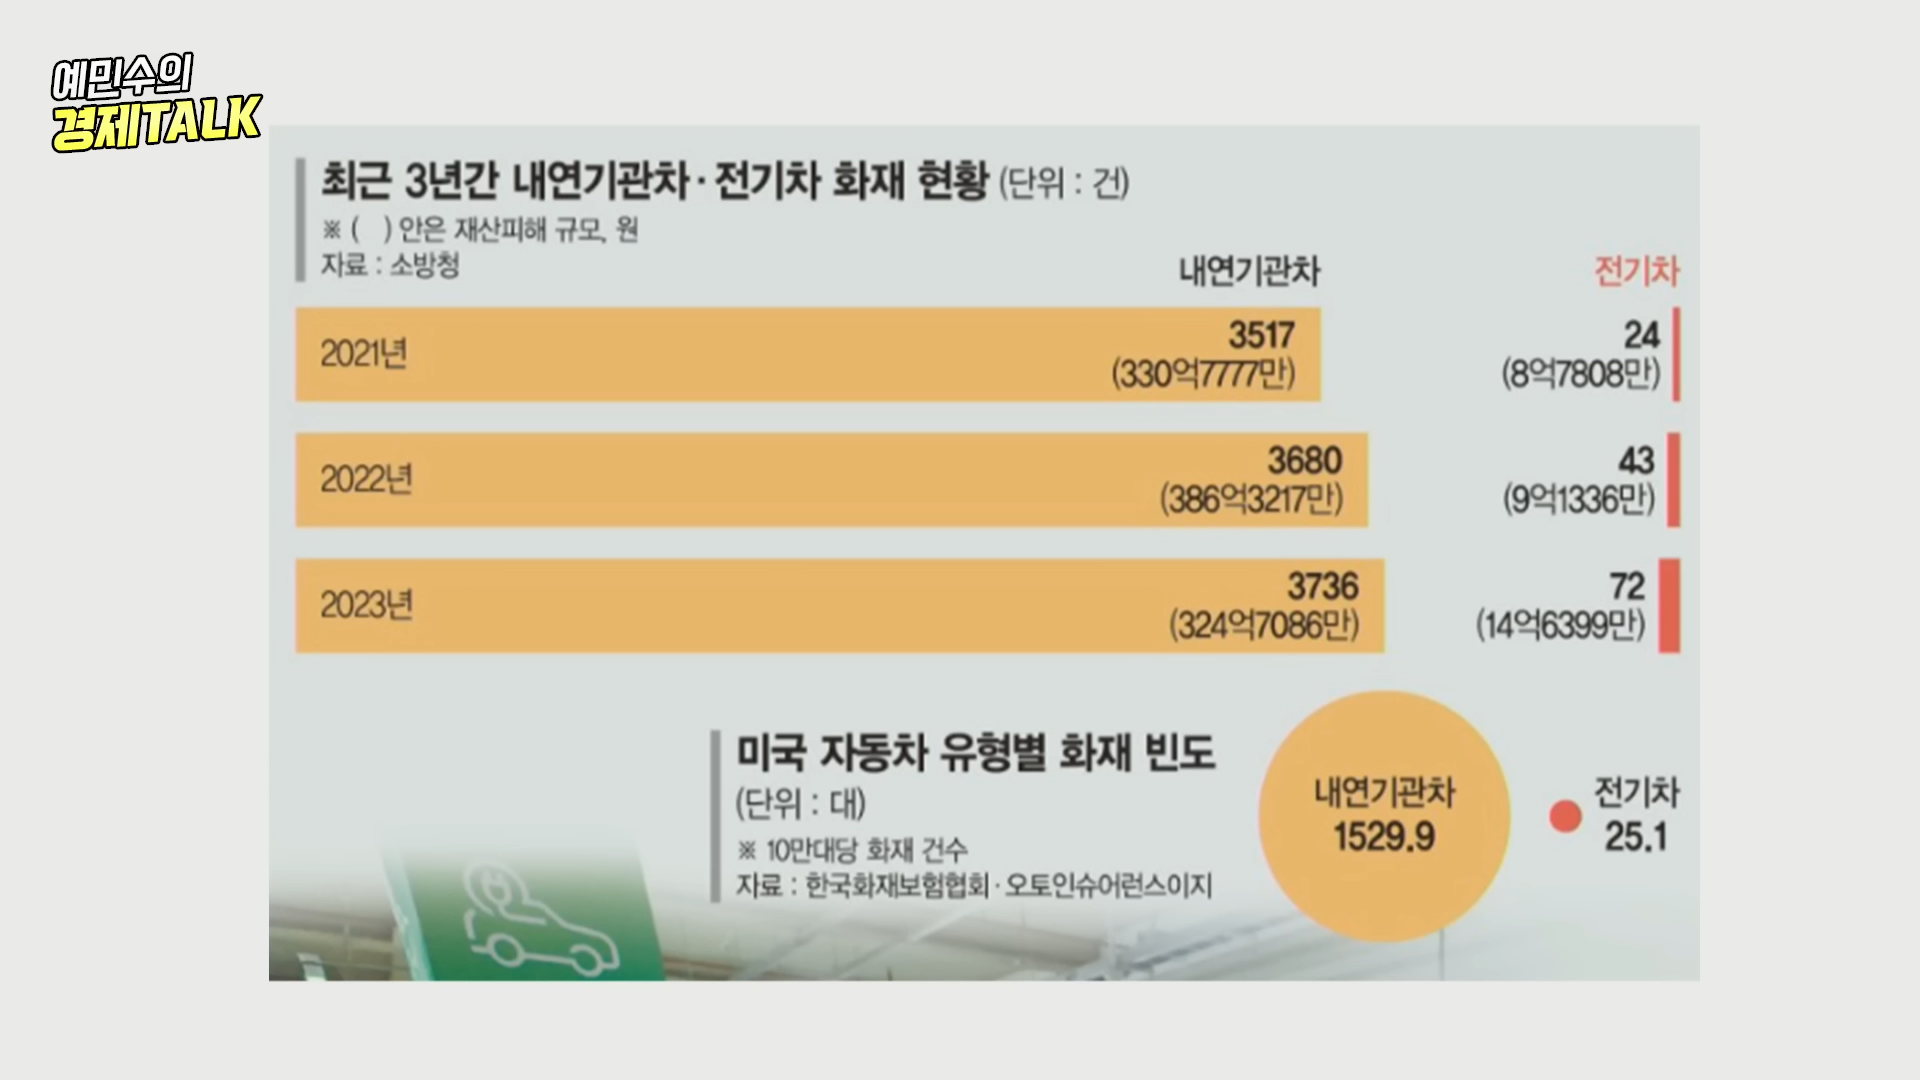 예민수의
경제TALK
최근 3년간 내연기관차·전기차 화재 현황 (단위 : 건)
※ (   ) 안은 재산피해 규모, 원
자료 : 소방청
내연기관차 전기차
2021년 3517 24
(330억7777만) (8억7808만)
2022년 3680 43
(386억3217만) (9억1336만)
2023년 3736 72
(324억7086만) (14억6399만)
미국 자동차 유형별 화재 빈도
(단위 : 대)
※ 10만대당 화재 건수
자료 : 한국화재보험협회·오토인슈어런스이지
내연기관차
1529.9
전기차
25.1